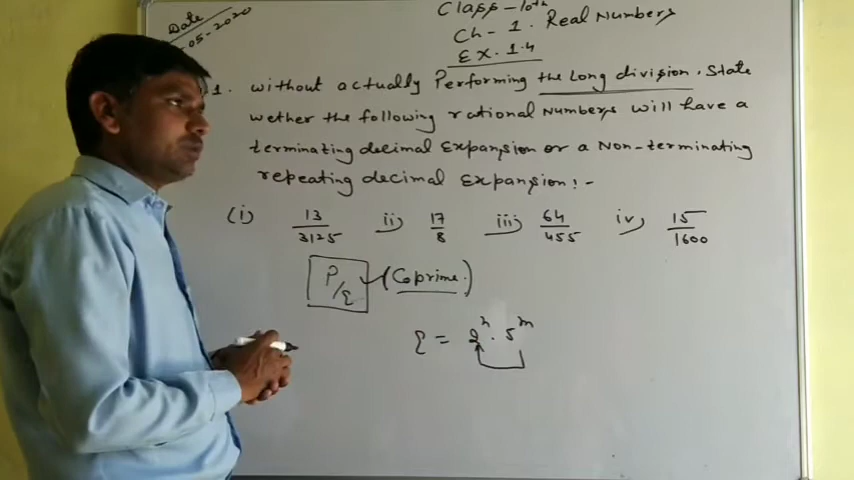 Date
-05-2020
Class-10th
Ch-1. Real Numbers
Ex. 1.4
1. without actually Performing the Long division, State
wether the following rational Numbers will have a
terminating decimal Expansion or a Non-terminating
repeating decimal Expansion:-
(i) 13/3125 ii) 17/8 iii) 64/455 iv) 15/1600
P/q (Coprime)
q = 2^n . 5^m